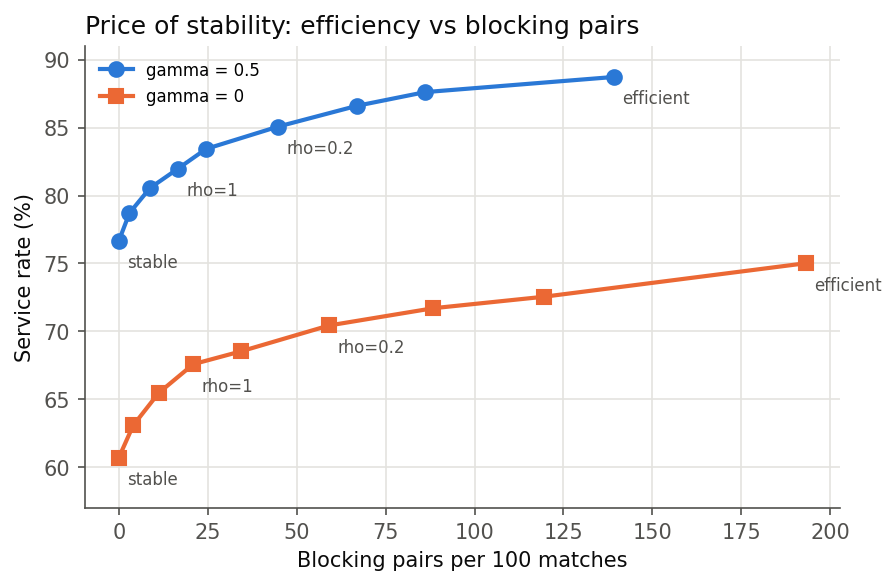 Price of stability: efficiency vs blocking pairs
gamma = 0.5
gamma = 0
90
85
80
75
70
65
60
Service rate (%)
efficient
rho=0.2
rho=1
stable
efficient
rho=0.2
rho=1
stable
0
25
50
75
100
125
150
175
200
Blocking pairs per 100 matches